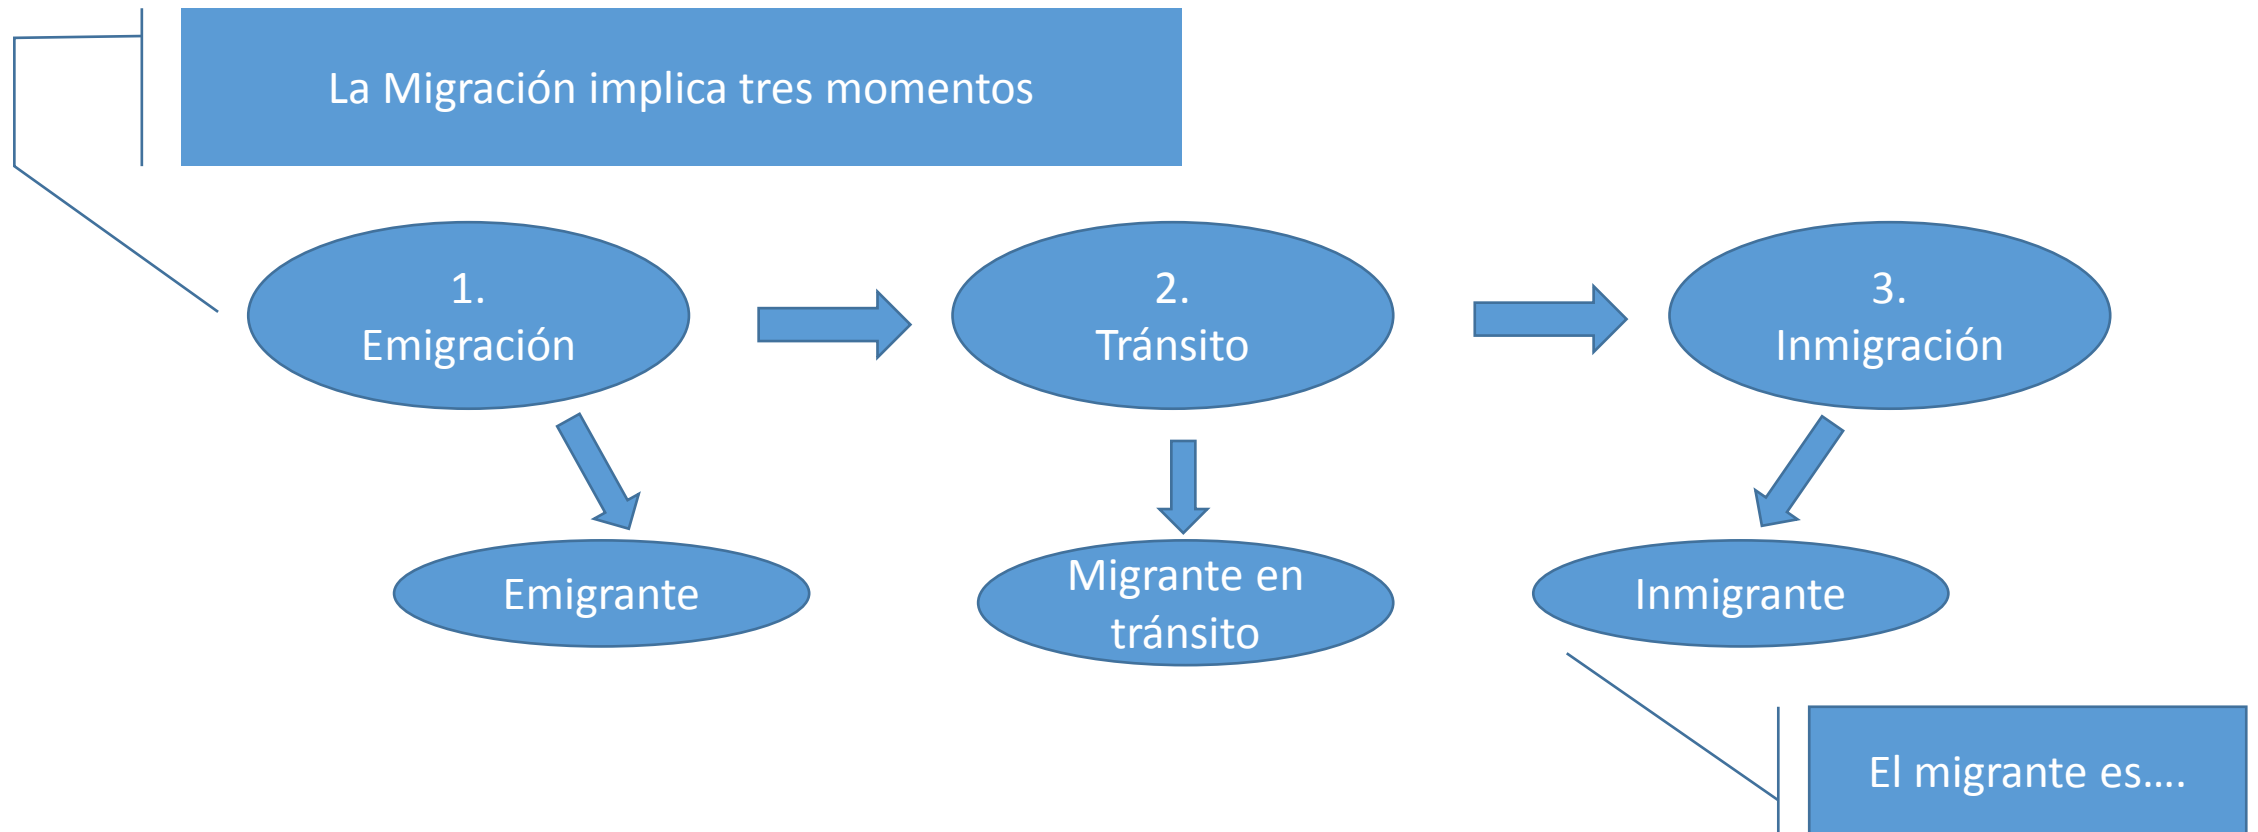 La Migración implica tres momentos
1.
Emigración
2.
Tránsito
3.
Inmigración
Emigrante
Migrante en
tránsito
Inmigrante
El migrante es....